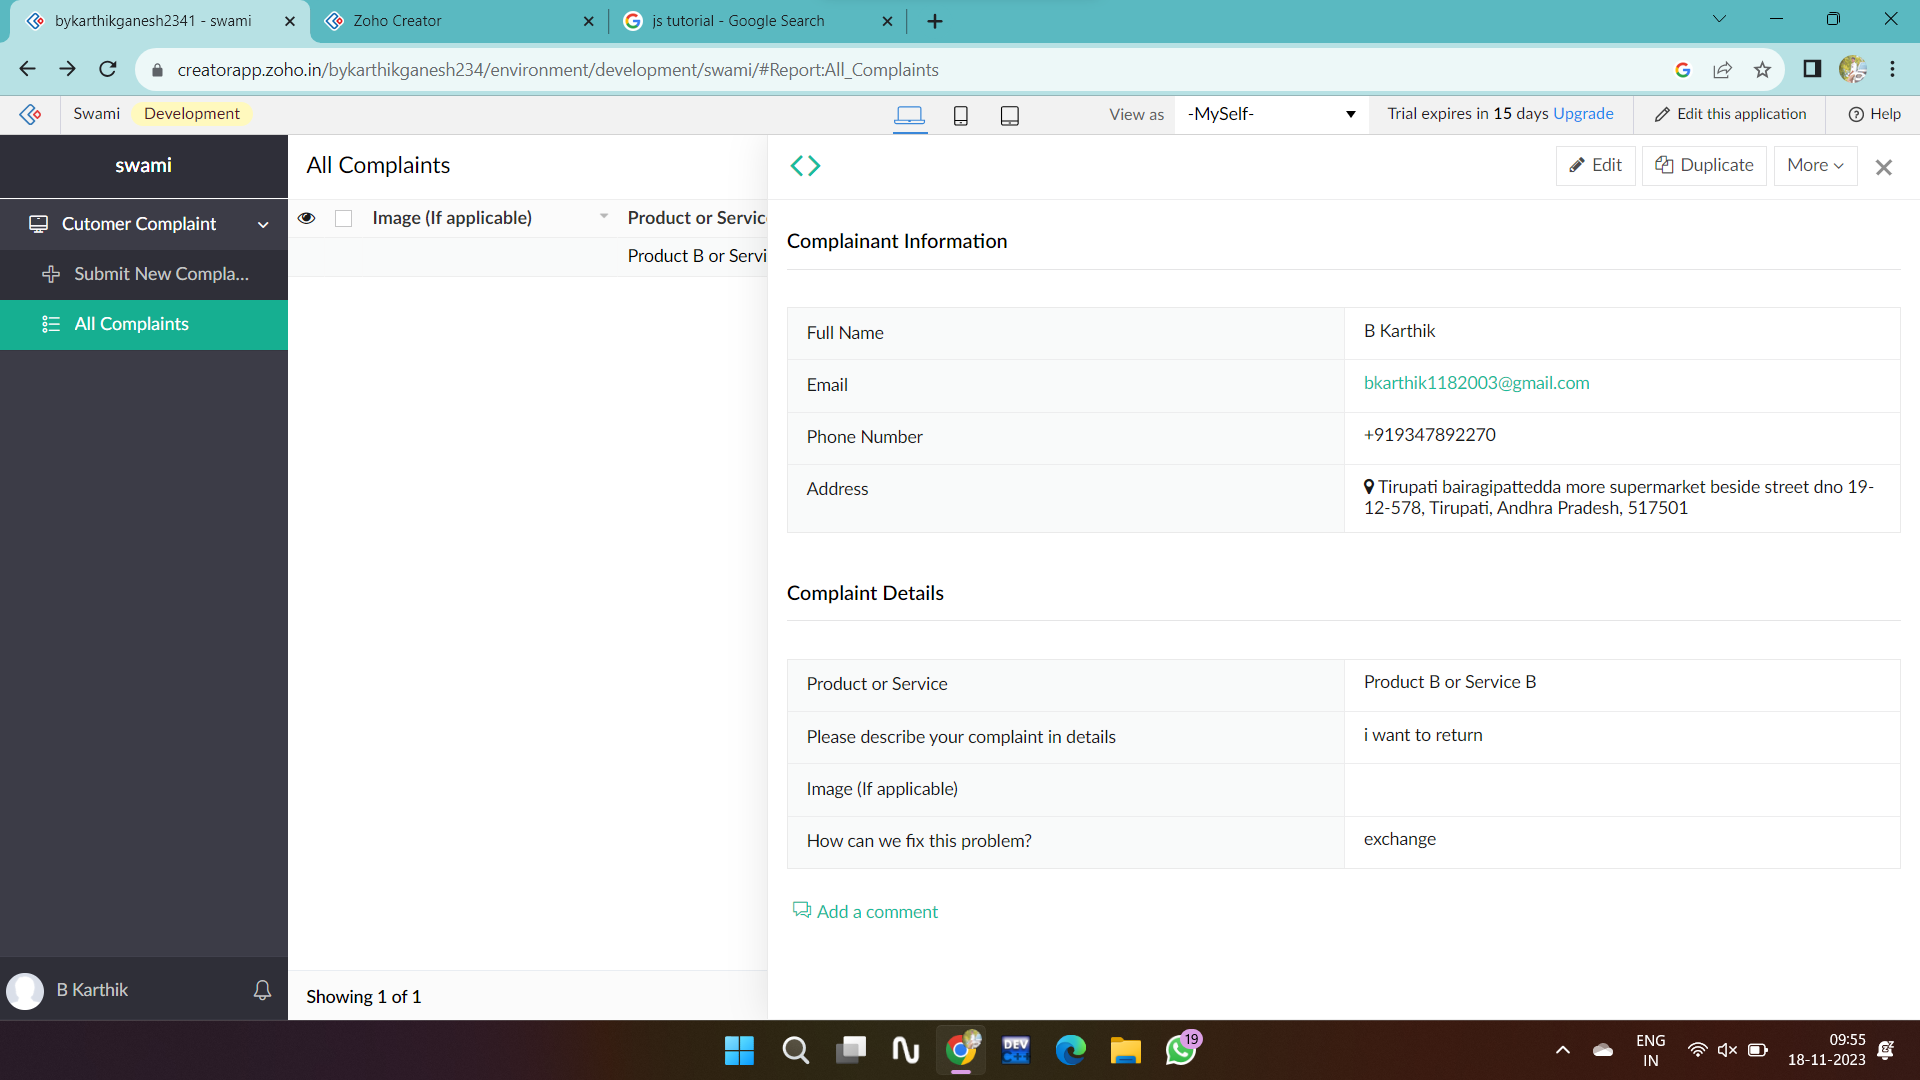 bykarthikganesh2341 - swami
Zoho Creator
js tutorial - Google Search
creatorapp.zoho.in/bykarthikganesh234/environment/development/swami/#Report:All_Complaints
Swami
Development
View as
-MySelf-
Trial expires in 15 days Upgrade
Edit this application
Help
swami
Cutomer Complaint
Submit New Compla...
All Complaints
B Karthik
All Complaints
Image (If applicable)
Product or Servic
Product B or Servi
Showing 1 of 1
Edit
Duplicate
More
Complainant Information
Full Name
B Karthik
Email
bkarthik1182003@gmail.com
Phone Number
+919347892270
Address
Tirupati bairagipattedda more supermarket beside street dno 19-
12-578, Tirupati, Andhra Pradesh, 517501
Complaint Details
Product or Service
Product B or Service B
Please describe your complaint in details
i want to return
Image (If applicable)
How can we fix this problem?
exchange
Add a comment
DEV
C++
19
ENG
IN
09:55
18-11-2023